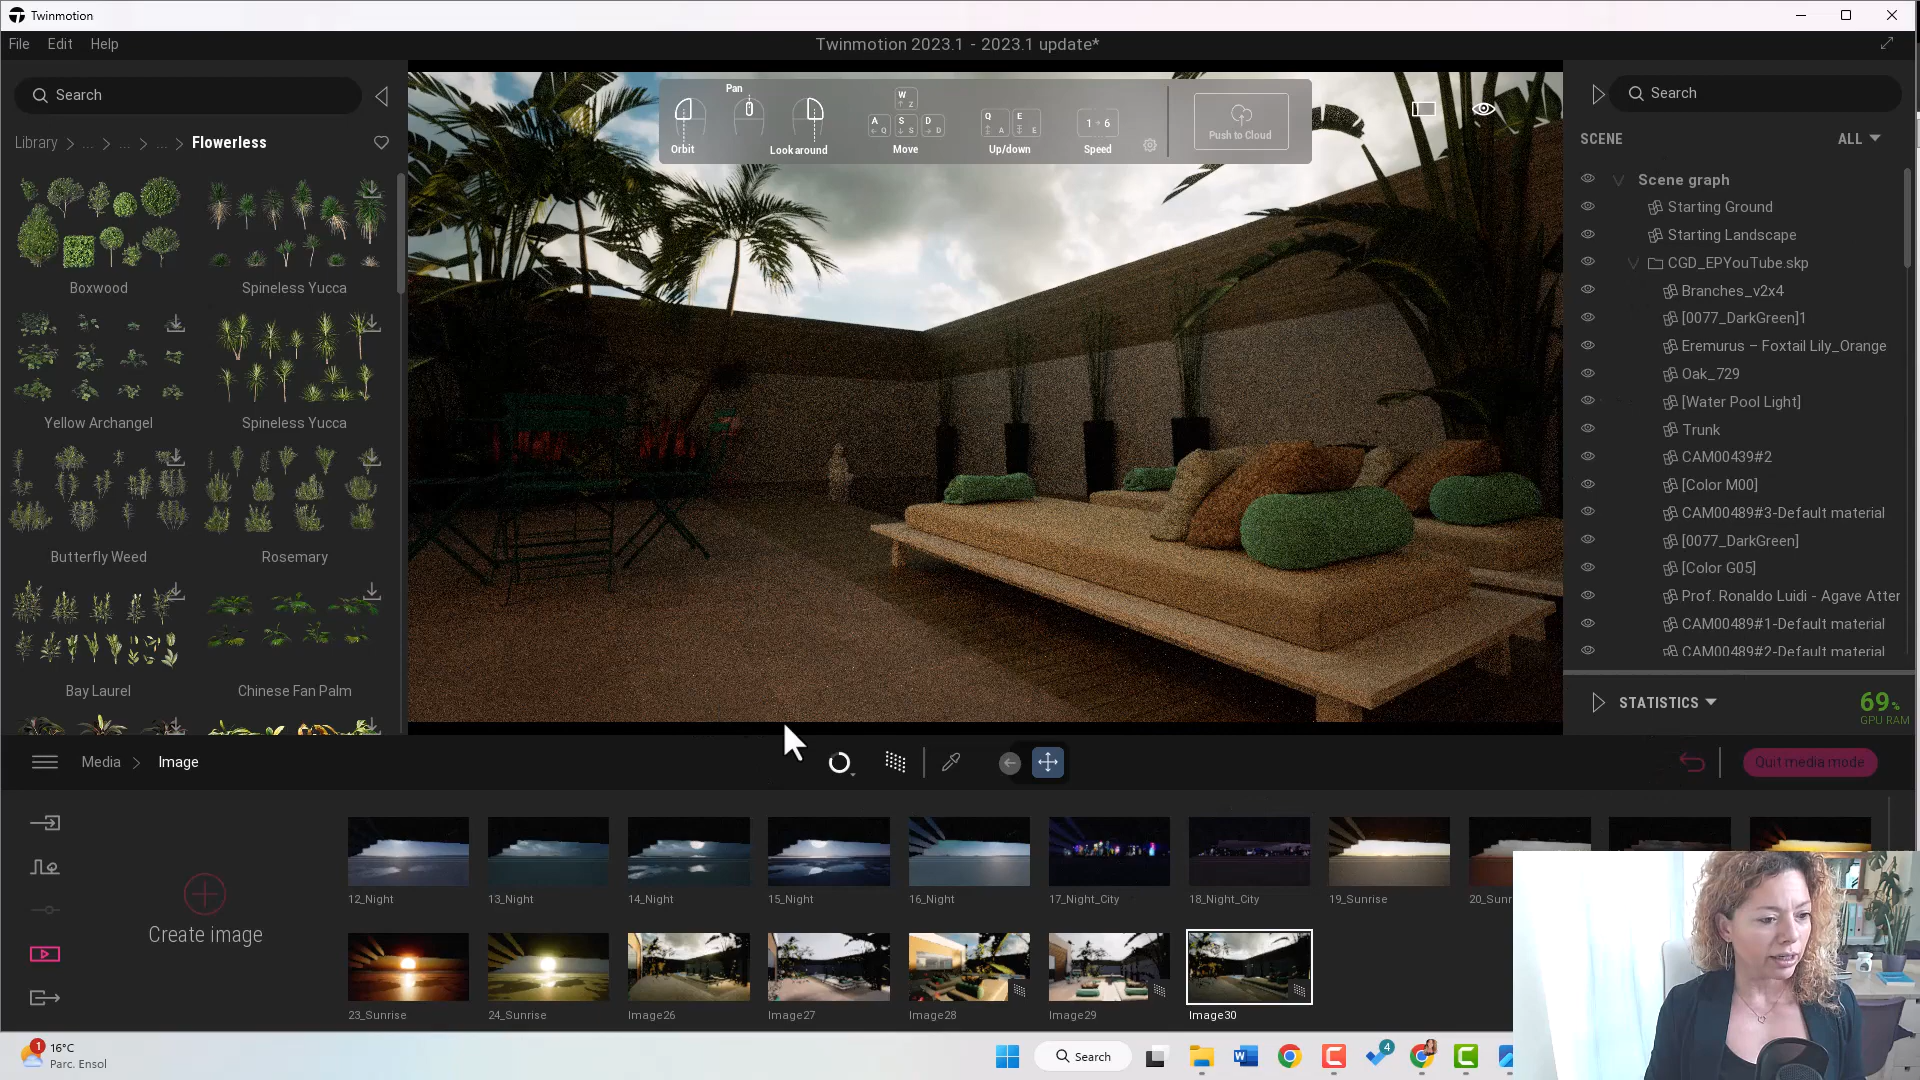 Twinmotion
File Edit Help
Twinmotion 2023.1 - 2023.1 update*
Search
Library > ... > ... > ... > Flowerless
Boxwood
Spineless Yucca
Yellow Archangel
Spineless Yucca
Butterfly Weed
Rosemary
Bay Laurel
Chinese Fan Palm
Pan
Orbit
Look around
W
Z
A
Q
S
S
D
D
Move
Q
A
E
E
Up/down
1 → 6
Speed
Push to Cloud
Search
SCENE
ALL
Scene graph
Starting Ground
Starting Landscape
CGD_EPYouTube.skp
Branches_v2x4
[0077_DarkGreen]1
Eremurus – Foxtail Lily_Orange
Oak_729
[Water Pool Light]
Trunk
CAM00439#2
[Color M00]
CAM00489#3-Default material
[0077_DarkGreen]
[Color G05]
Prof. Ronaldo Luidi - Agave Atter
CAM00489#1-Default material
CAM00489#2-Default material
STATISTICS
69%
GPU RAM
Media > Image
Quit media mode
Create image
12_Night
13_Night
14_Night
15_Night
16_Night
17_Night_City
18_Night_City
19_Sunrise
20_Sunr
23_Sunrise
24_Sunrise
Image26
Image27
Image28
Image29
Image30
1
16°C
Parc. Ensol
Search
4